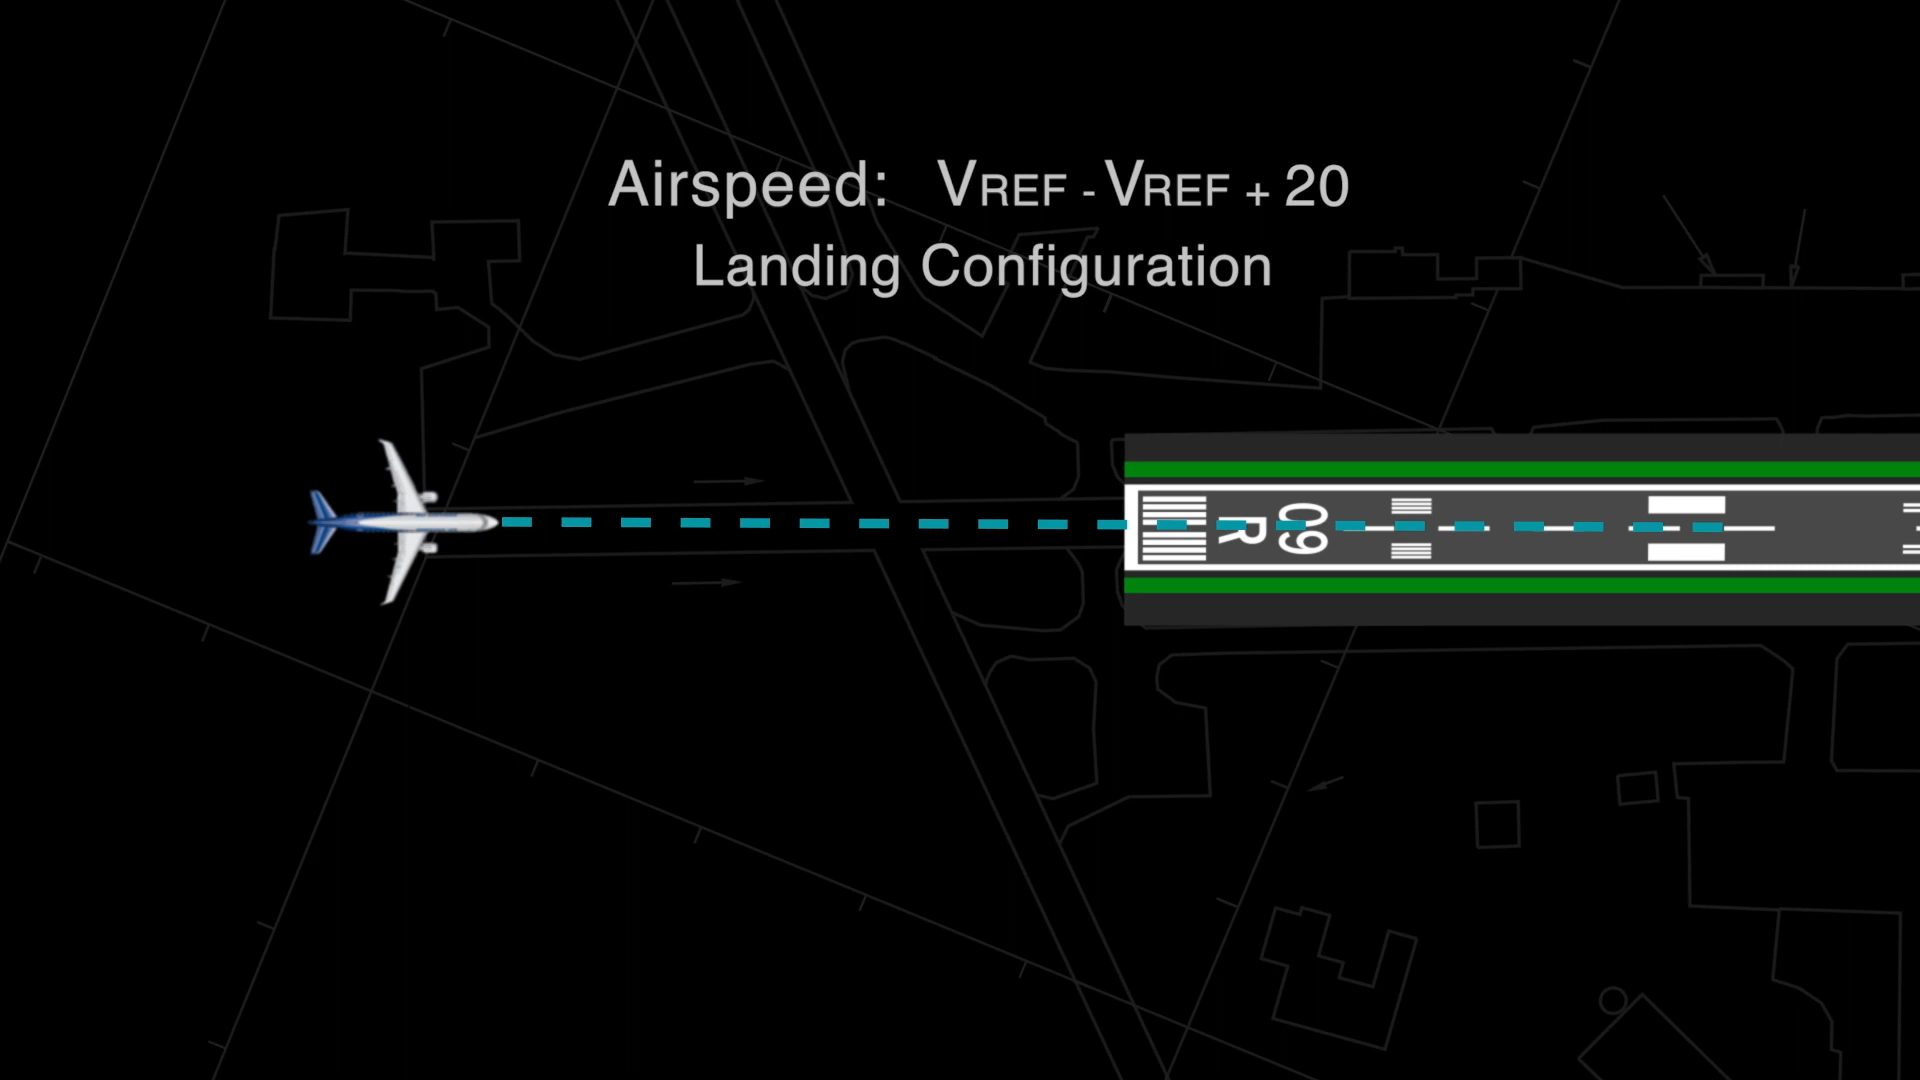 Airspeed: VREF - VREF + 20
Landing Configuration
09
R